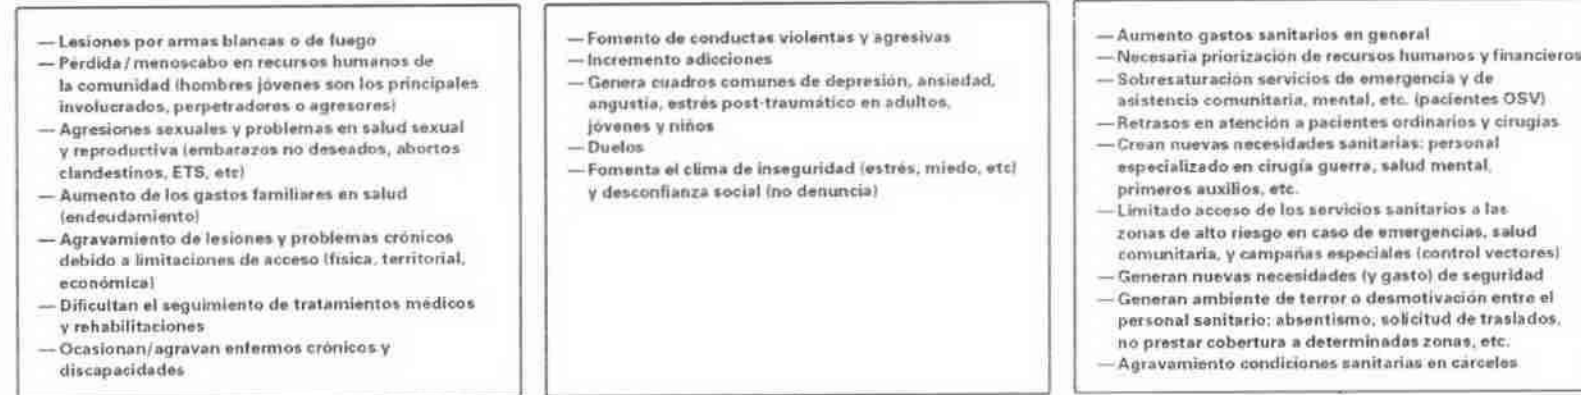 — Lesiones por armas blancas o de fuego
— Pérdida / menoscabo en recursos humanos de
la comunidad (hombres jóvenes son los principales
involucrados, perpetradores o agresores)
— Agresiones sexuales y problemas en salud sexual
y reproductiva (embarazos no deseados, abortos
clandestinos, ETS, etc)
— Aumento de los gastos familiares en salud
(endeudamiento)
— Agravamiento de lesiones y problemas crónicos
debido a limitaciones de acceso (física, territorial,
económica)
— Dificultan el seguimiento de tratamientos médicos
y rehabilitaciones
— Ocasionan/agravan enfermos crónicos y
discapacidades
— Fomento de conductas violentas y agresivas
— Incremento adicciones
— Genera cuadros comunes de depresión, ansiedad,
angustia, estrés post-traumático en adultos,
jóvenes y niños
— Duelos
— Fomenta el clima de inseguridad (estrés, miedo, etc)
y desconfianza social (no denuncia)
— Aumento gastos sanitarios en general
— Necesaria priorización de recursos humanos y financieros
— Sobresaturación servicios de emergencia y de
asistencia comunitaria, mental, etc. (pacientes OSV)
— Retrasos en atención a pacientes ordinarios y cirugías
— Crean nuevas necesidades sanitarias: personal
especializado en cirugía guerra, salud mental,
primeros auxilios, etc.
— Limitado acceso de los servicios sanitarios a las
zonas de alto riesgo en caso de emergencias, salud
comunitaria, y campañas especiales (control vectores)
— Generan nuevas necesidades (y gasto) de seguridad
— Generan ambiente de terror o desmotivación entre el
personal sanitario: absentismo, solicitud de traslados,
no prestar cobertura a determinadas zonas, etc.
— Agravamiento condiciones sanitarias en cárceles